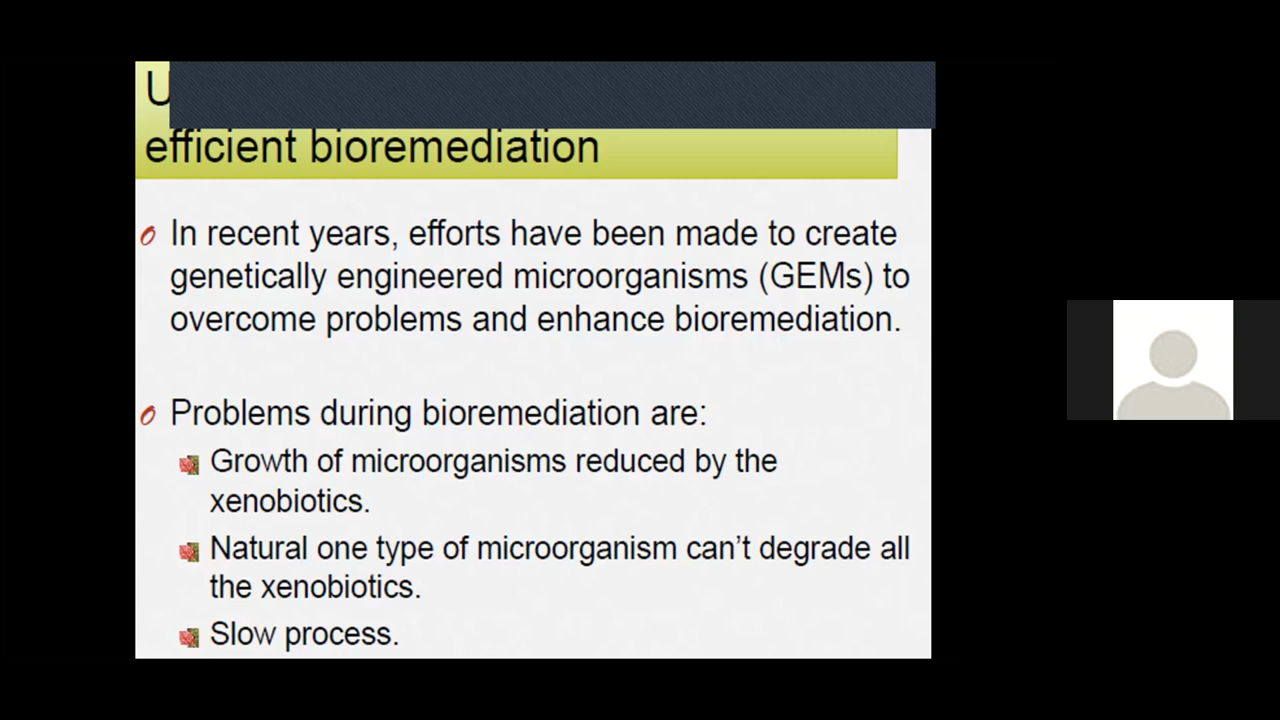 efficient bioremediation
In recent years, efforts have been made to create
genetically engineered microorganisms (GEMs) to
overcome problems and enhance bioremediation.
Problems during bioremediation are:
Growth of microorganisms reduced by the
xenobiotics.
Natural one type of microorganism can't degrade all
the xenobiotics.
Slow process.